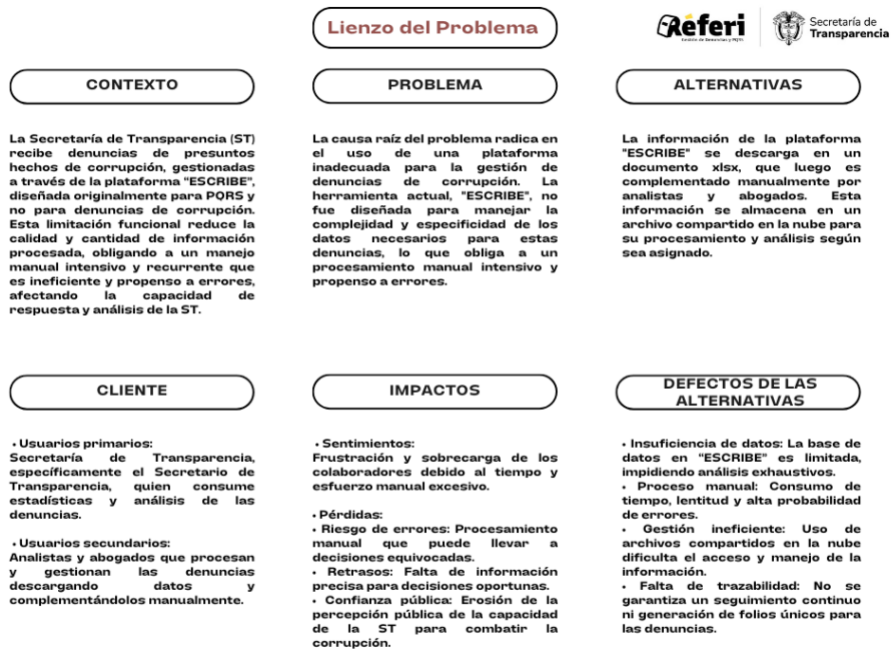 Lienzo del Problema
Réferi
Gestión de Denuncias y PQRS
Secretaría de
Transparencia
CONTEXTO
La Secretaría de Transparencia (ST)
recibe denuncias de presuntos
hechos de corrupción, gestionadas
a través de la plataforma "ESCRIBE",
diseñada originalmente para PQRS y
no para denuncias de corrupción.
Esta limitación funcional reduce la
calidad y cantidad de información
procesada, obligando a un manejo
manual intensivo y recurrente que
es ineficiente y propenso a errores,
afectando la capacidad de
respuesta y análisis de la ST.
PROBLEMA
La causa raíz del problema radica en
el uso de una plataforma
inadecuada para la gestión de
denuncias de corrupción. La
herramienta actual, "ESCRIBE", no
fue diseñada para manejar la
complejidad y especificidad de los
datos necesarios para estas
denuncias, lo que obliga a un
procesamiento manual intensivo y
propenso a errores.
ALTERNATIVAS
La información de la plataforma
"ESCRIBE" se descarga en un
documento xlsx, que luego es
complementado manualmente por
analistas y abogados. Esta
información se almacena en un
archivo compartido en la nube para
su procesamiento y análisis según
sea asignado.
CLIENTE
• Usuarios primarios:
Secretaría de Transparencia,
específicamente el Secretario de
Transparencia, quien consume
estadísticas y análisis de las
denuncias.
• Usuarios secundarios:
Analistas y abogados que procesan
y gestionan las denuncias
descargando datos y
complementándolos manualmente.
IMPACTOS
• Sentimientos:
Frustración y sobrecarga de los
colaboradores debido al tiempo y
esfuerzo manual excesivo.
• Pérdidas:
• Riesgo de errores: Procesamiento
manual que puede llevar a
decisiones equivocadas.
• Retrasos: Falta de información
precisa para decisiones oportunas.
• Confianza pública: Erosión de la
percepción pública de la capacidad
de la ST para combatir la
corrupción.
DEFECTOS DE LAS
ALTERNATIVAS
• Insuficiencia de datos: La base de
datos en "ESCRIBE" es limitada,
impidiendo análisis exhaustivos.
• Proceso manual: Consumo de
tiempo, lentitud y alta probabilidad
de errores.
• Gestión ineficiente: Uso de
archivos compartidos en la nube
dificulta el acceso y manejo de la
información.
• Falta de trazabilidad: No se
garantiza un seguimiento continuo
ni generación de folios únicos para
las denuncias.